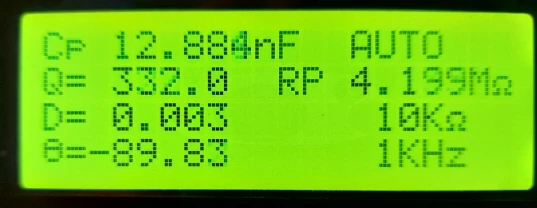 Cp 12.884nF AUTO
Q= 332.0 RP 4.199MΩ
D= 0.003 10KΩ
θ=-89.83 1KHz